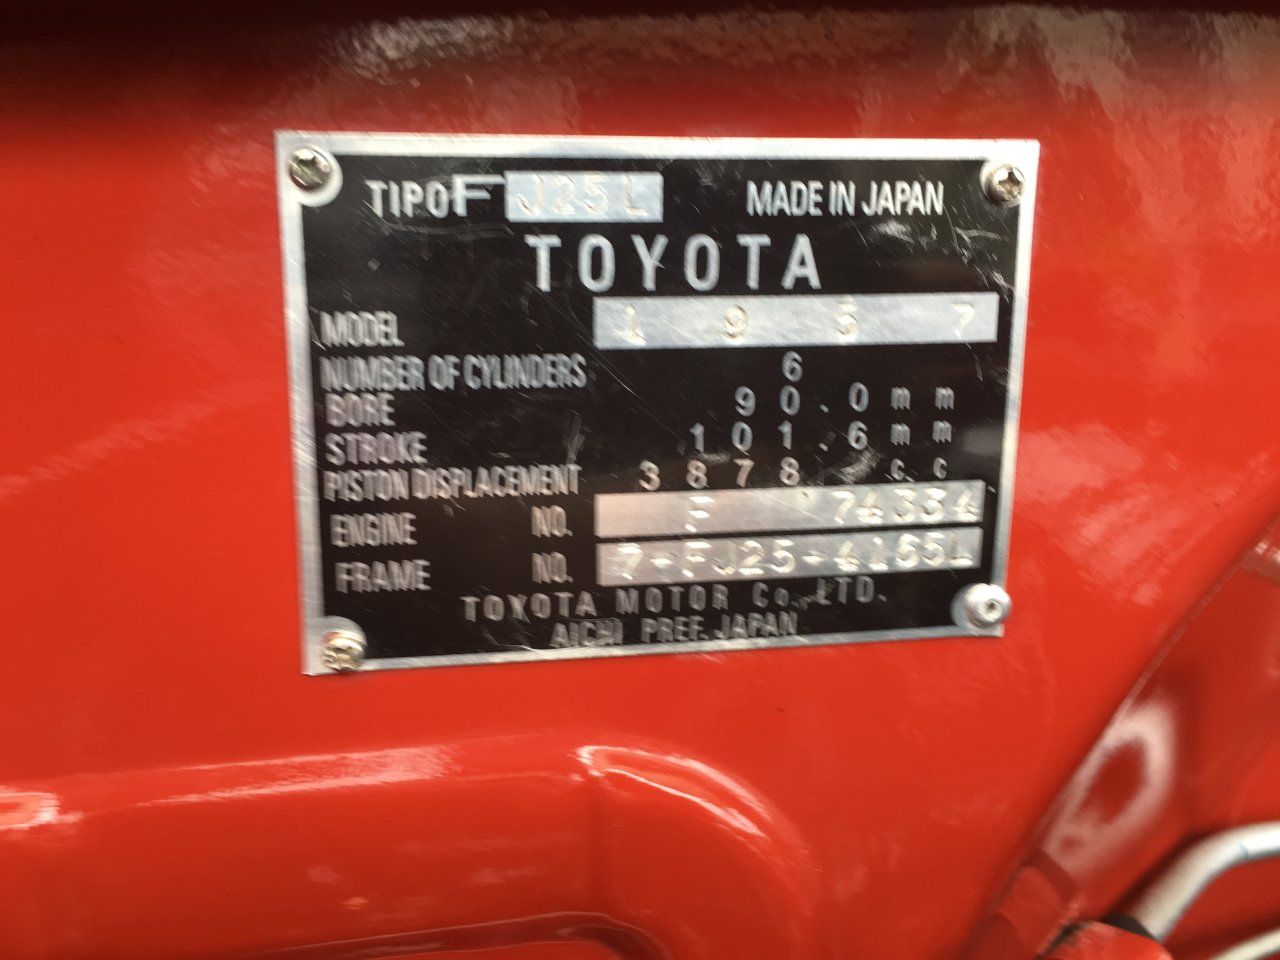 TIPO FJ25L MADE IN JAPAN
TOYOTA
MODEL 1957
NUMBER OF CYLINDERS 6
BORE 90.0mm
STROKE 101.6mm
PISTON DISPLACEMENT 3878 cc
ENGINE NO. F 74334
FRAME NO. 7-FJ25-4165L
TOYOTA MOTOR Co., LTD.
AICHI PREF. JAPAN